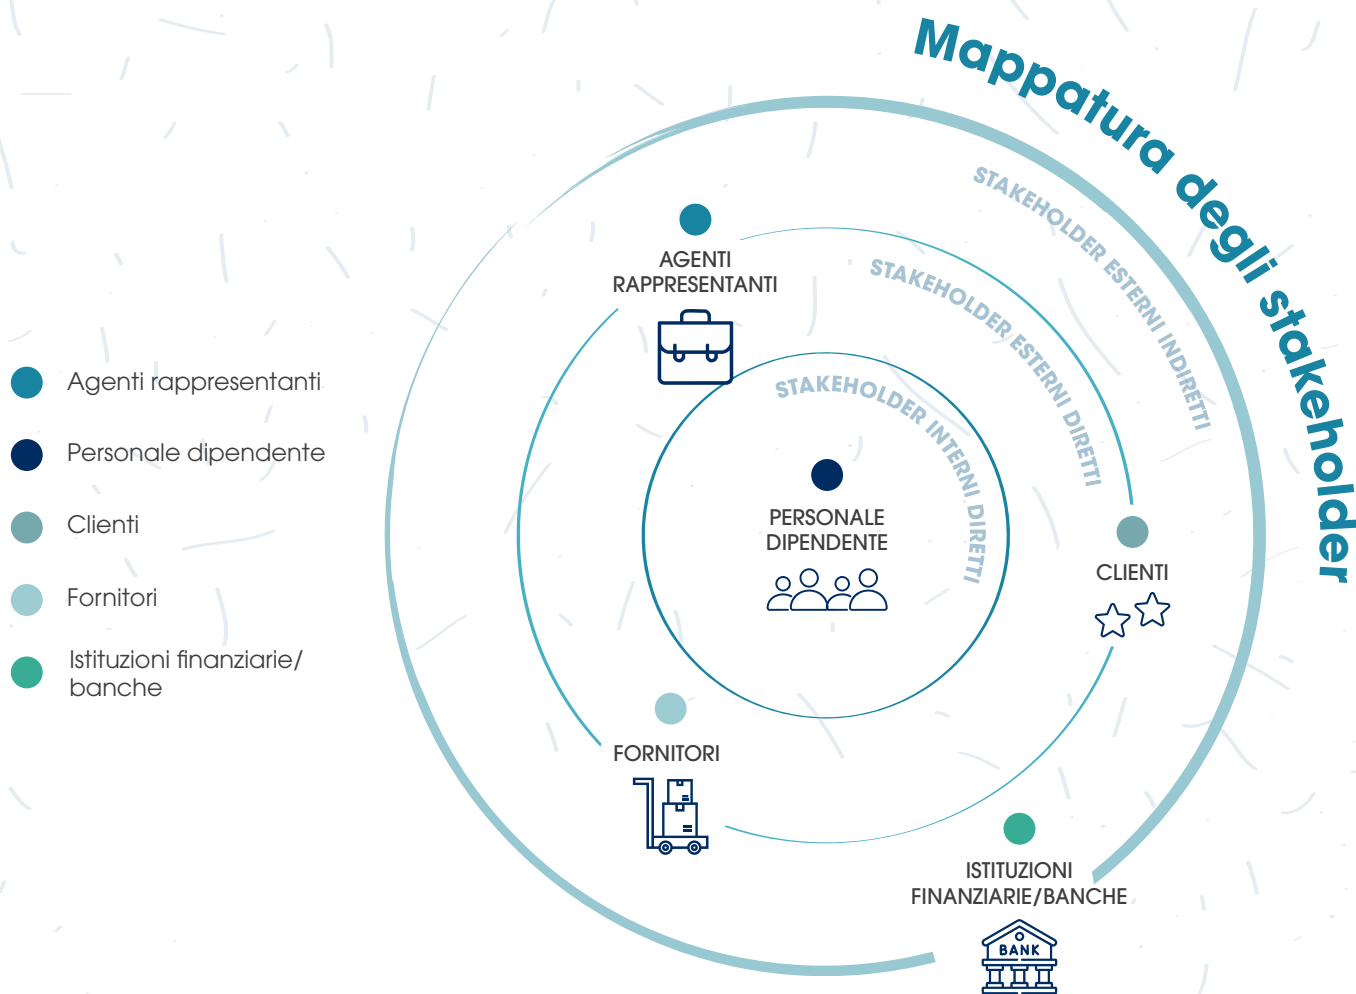 Mappatura degli stakeholder
STAKEHOLDER ESTERNI INDIRETTI
STAKEHOLDER ESTERNI DIRETTI
STAKEHOLDER INTERNI DIRETTI
AGENTI
RAPPRESENTANTI
PERSONALE
DIPENDENTE
CLIENTI
FORNITORI
ISTITUZIONI
FINANZIARIE/BANCHE
BANK
Agenti rappresentanti
Personale dipendente
Clienti
Fornitori
Istituzioni finanziarie/
banche